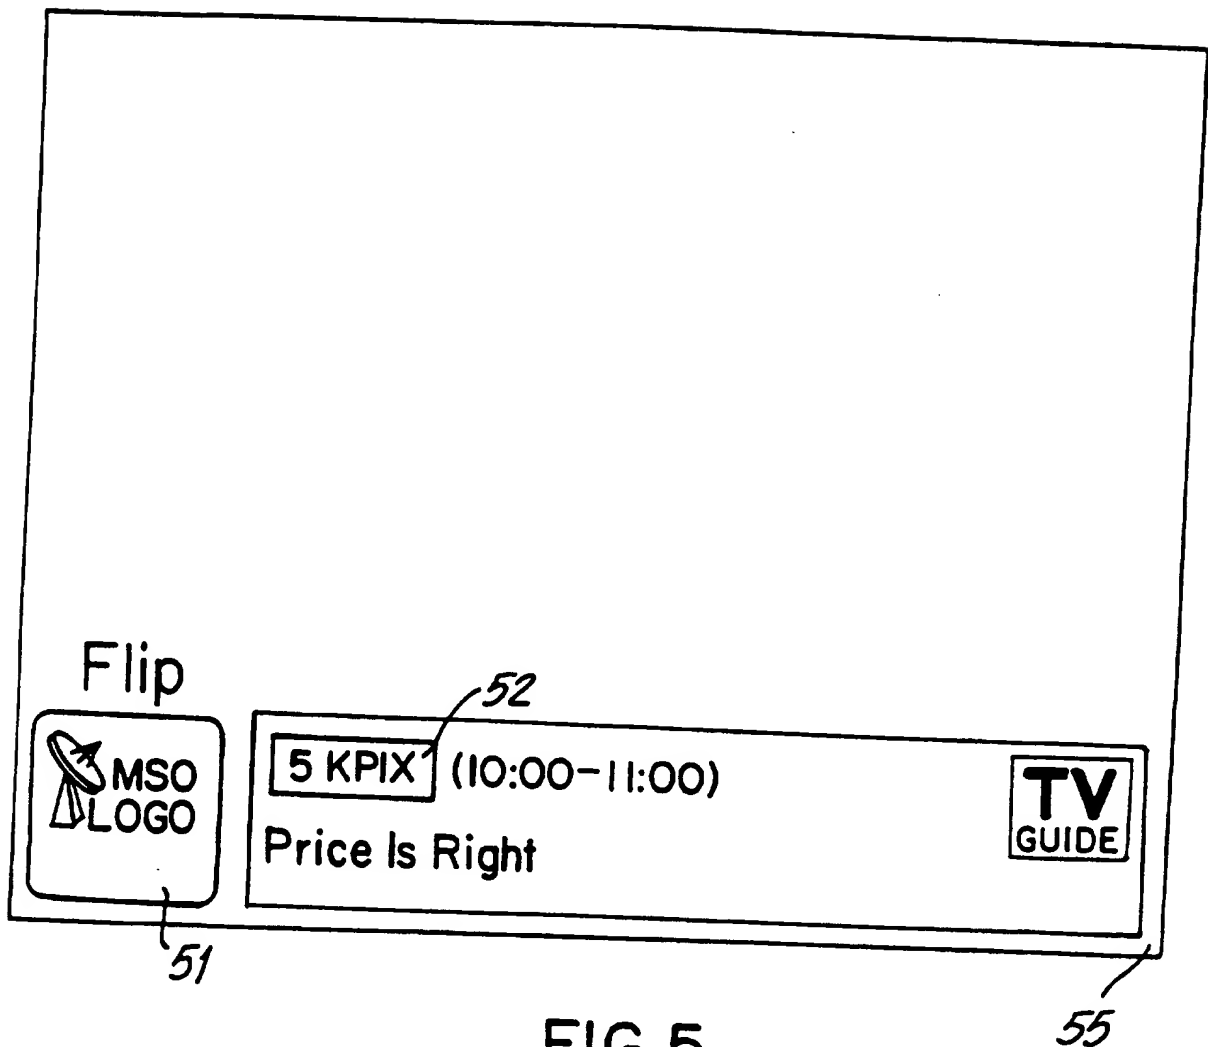 Flip
52
MSO
LOGO
5 KPIX (10:00-11:00)
Price Is Right
TV
GUIDE
51
55
FIG.5